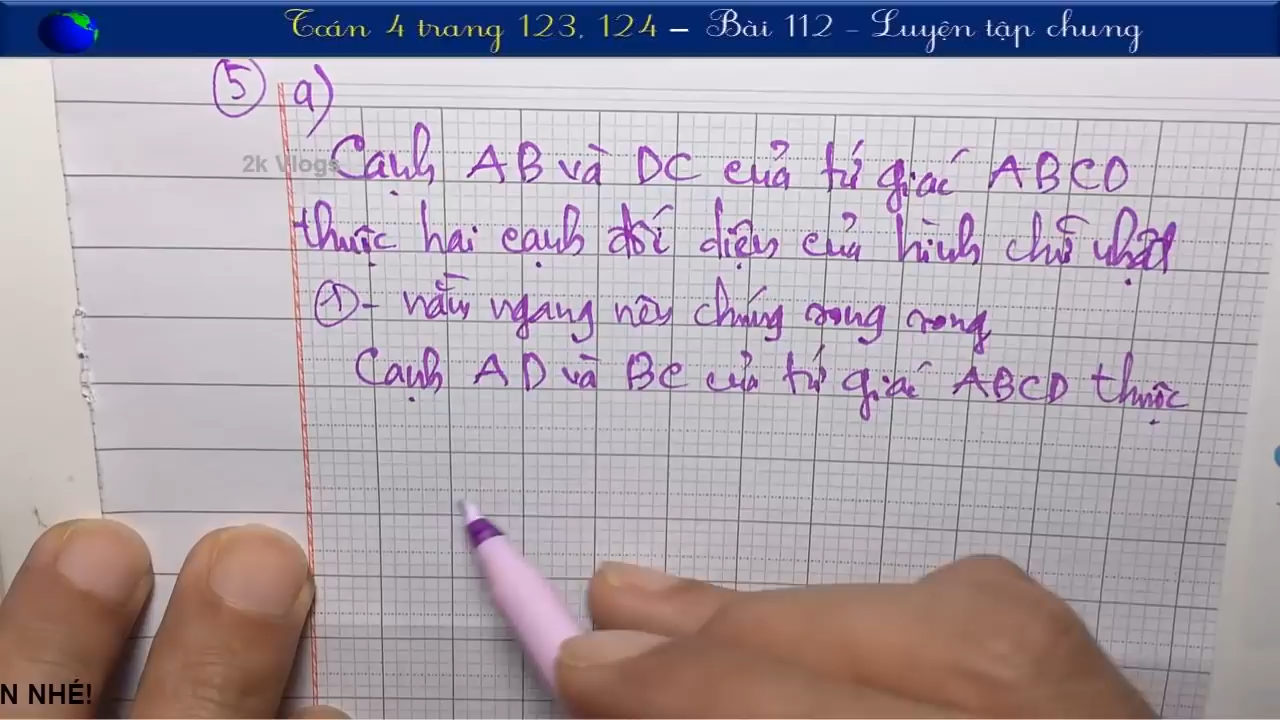 Toán 4 trang 123, 124 – Bài 112 - Luyện tập chung
5 a)
2k Vlogs
Cạnh AB và DC của tứ giác ABCD
thuộc hai cạnh đối diện của hình chữ nhật
① - nằm ngang nên chúng song song
Cạnh AD và BC của tứ giác ABCD thuộc
N NHÉ!